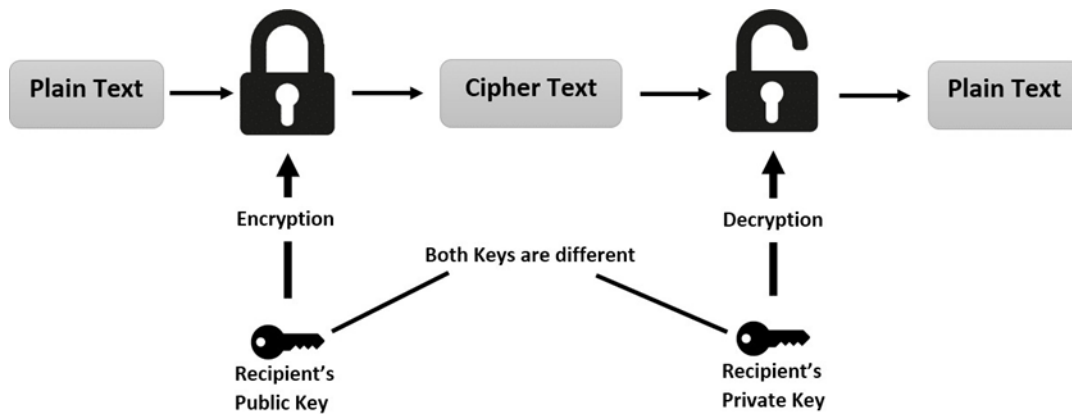 Plain Text
Cipher Text
Plain Text
Encryption
Decryption
Both Keys are different
Recipient's
Public Key
Recipient's
Private Key